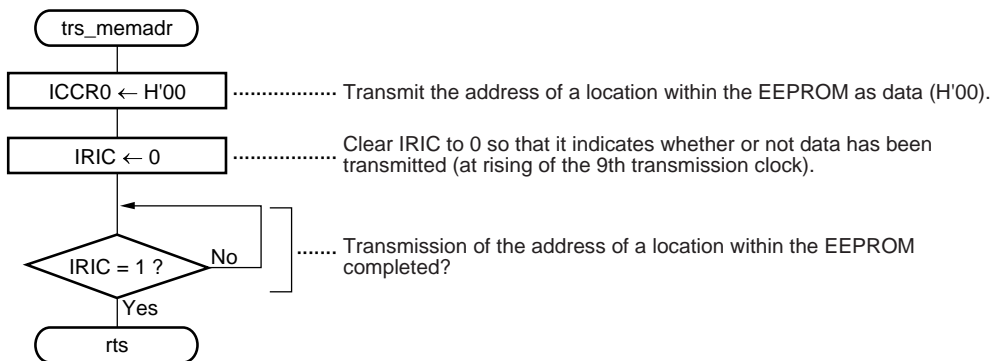 trs_memadr
ICCR0 ← H'00
Transmit the address of a location within the EEPROM as data (H'00).
IRIC ← 0
Clear IRIC to 0 so that it indicates whether or not data has been
transmitted (at rising of the 9th transmission clock).
IRIC = 1 ?
No
Transmission of the address of a location within the EEPROM
completed?
Yes
rts